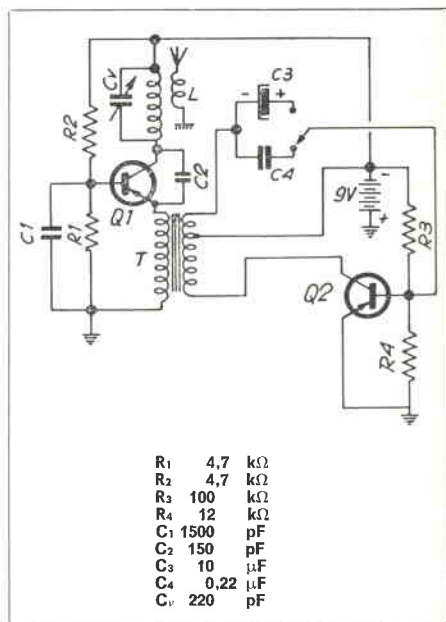 Cv
L
- C3 +
R2
C4
C2
Q1
C1
R1
T
9V
-
+
R3
Q2
R4
R1 4,7 kΩ
R2 4,7 kΩ
R3 100 kΩ
R4 12 kΩ
C1 1500 pF
C2 150 pF
C3 10 µF
C4 0,22 µF
Cv 220 pF